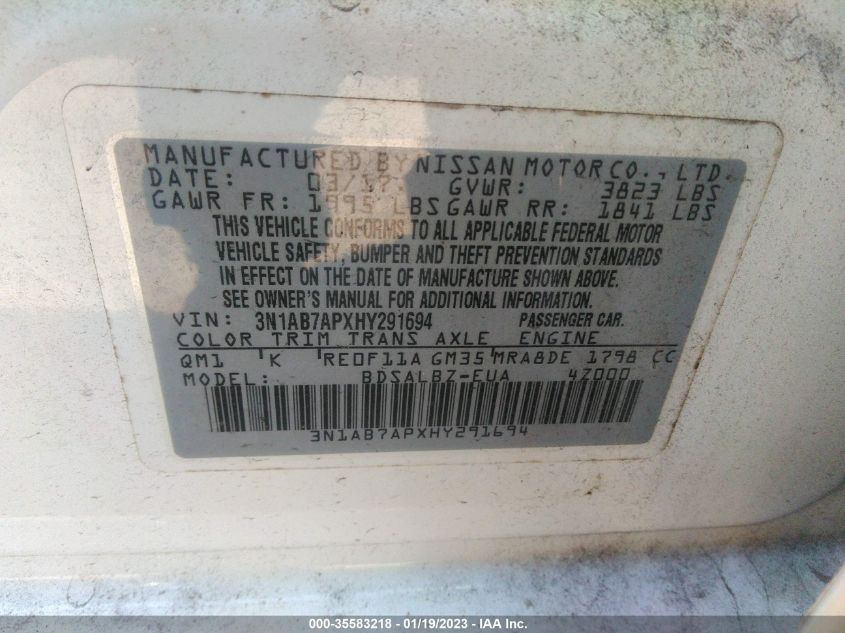 MANUFACTURED BY NISSAN MOTOR CO., LTD.
DATE: 03/17 GVWR: 3823 LBS
GAWR FR: 1995 LBS GAWR RR: 1841 LBS
THIS VEHICLE CONFORMS TO ALL APPLICABLE FEDERAL MOTOR
VEHICLE SAFETY, BUMPER AND THEFT PREVENTION STANDARDS
IN EFFECT ON THE DATE OF MANUFACTURE SHOWN ABOVE.
SEE OWNER'S MANUAL FOR ADDITIONAL INFORMATION.
VIN: 3N1AB7APXHY291694 PASSENGER CAR.
COLOR TRIM TRANS AXLE ENGINE
QM1 K RE0F11A GM35 MRA8DE 1798 CC
MODEL: BDSALBZ-EUA 4Z000
3N1AB7APXHY291694
000-35583218 - 01/19/2023 - IAA Inc.